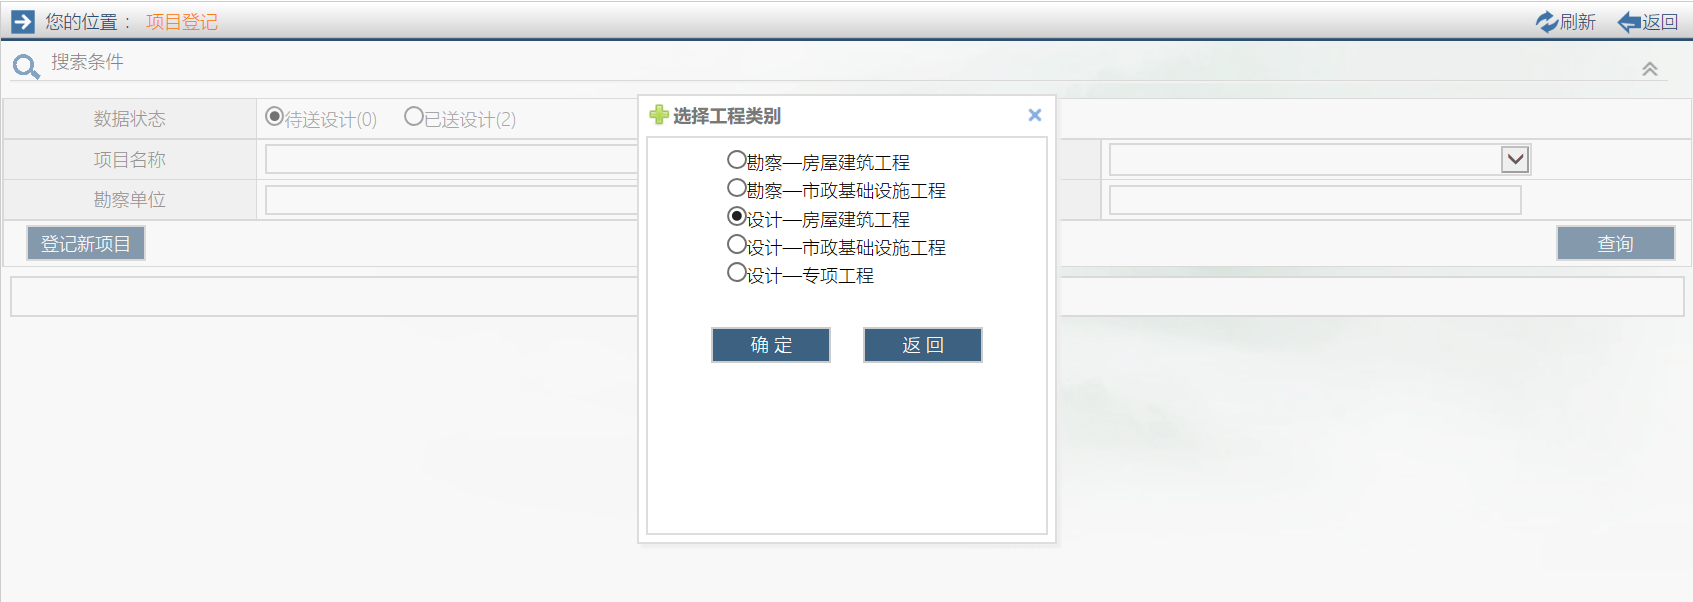 您的位置： 项目登记 刷新 返回
搜索条件
数据状态 待送设计(0) 已送设计(2)
项目名称
勘察单位
登记新项目 查询
选择工程类别
勘察—房屋建筑工程
勘察—市政基础设施工程
设计—房屋建筑工程
设计—市政基础设施工程
设计—专项工程
确 定 返 回